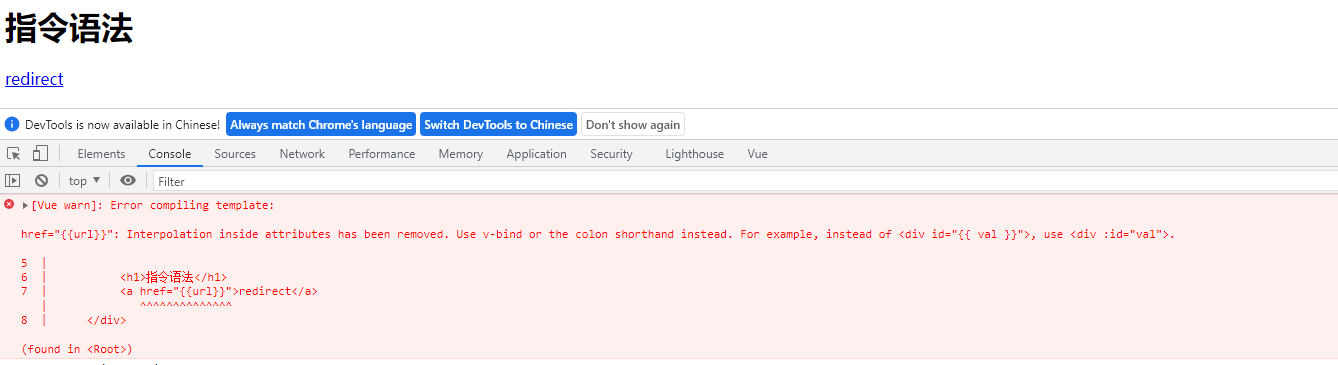 指令语法
redirect
DevTools is now available in Chinese! Always match Chrome's language Switch DevTools to Chinese Don't show again
Elements Console Sources Network Performance Memory Application Security Lighthouse Vue
top ▼ Filter
▶[Vue warn]: Error compiling template:
href="{{url}}": Interpolation inside attributes has been removed. Use v-bind or the colon shorthand instead. For example, instead of <div id="{{ val }}">, use <div :id="val">.
5 |
6 | <h1>指令语法</h1>
7 | <a href="{{url}}">redirect</a>
| ^^^^^^^^^^^^^^
8 | </div>
(found in <Root>)